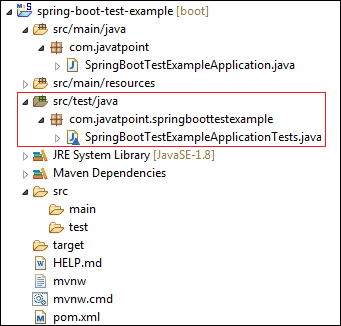 spring-boot-test-example [boot]
src/main/java
com.javatpoint
SpringBootTestExampleApplication.java
src/main/resources
src/test/java
com.javatpoint.springboottestexample
SpringBootTestExampleApplicationTests.java
JRE System Library [JavaSE-1.8]
Maven Dependencies
src
main
test
target
HELP.md
mvnw
mvnw.cmd
pom.xml